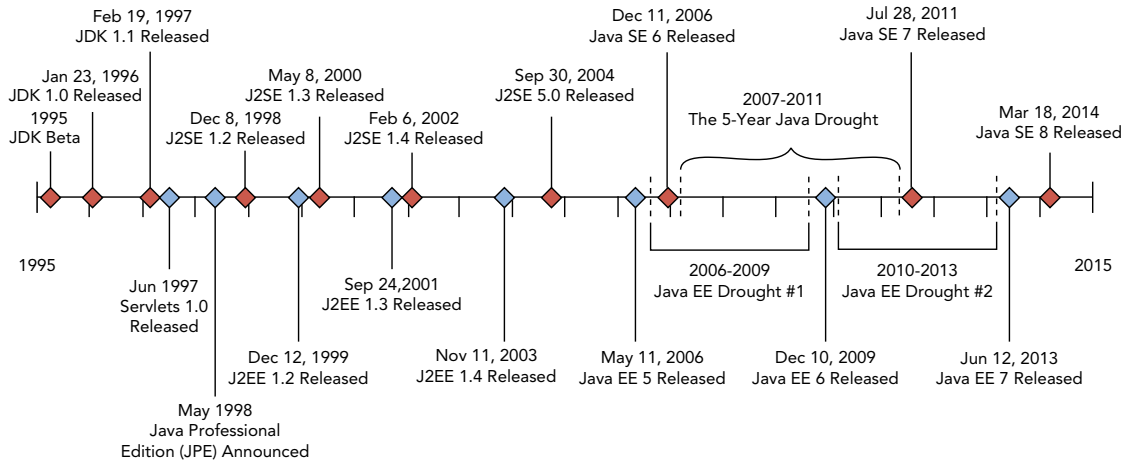 Feb 19, 1997
JDK 1.1 Released
Dec 11, 2006
Java SE 6 Released
Jul 28, 2011
Java SE 7 Released
Jan 23, 1996
JDK 1.0 Released
May 8, 2000
J2SE 1.3 Released
Sep 30, 2004
J2SE 5.0 Released
2007-2011
The 5-Year Java Drought
1995
JDK Beta
Dec 8, 1998
J2SE 1.2 Released
Feb 6, 2002
J2SE 1.4 Released
Mar 18, 2014
Java SE 8 Released
1995
2015
Jun 1997
Servlets 1.0
Released
Sep 24,2001
J2EE 1.3 Released
2006-2009
Java EE Drought #1
2010-2013
Java EE Drought #2
Dec 12, 1999
J2EE 1.2 Released
Nov 11, 2003
J2EE 1.4 Released
May 11, 2006
Java EE 5 Released
Dec 10, 2009
Java EE 6 Released
Jun 12, 2013
Java EE 7 Released
May 1998
Java Professional
Edition (JPE) Announced